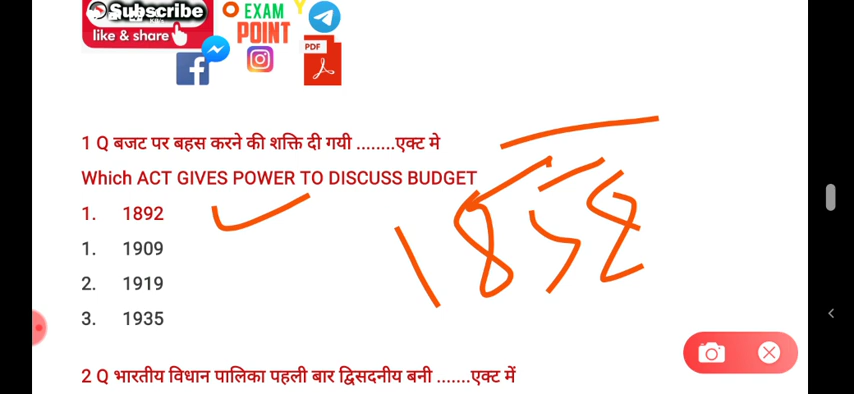 Subscribe
like & share
EXAM
POINT
PDF
1 Q बजट पर बहस करने की शक्ति दी गयी ........एक्ट मे
Which ACT GIVES POWER TO DISCUSS BUDGET
1. 1892
1. 1909
2. 1919
3. 1935
1858
2 Q भारतीय विधान पालिका पहली बार द्विसदनीय बनी .......एक्ट में